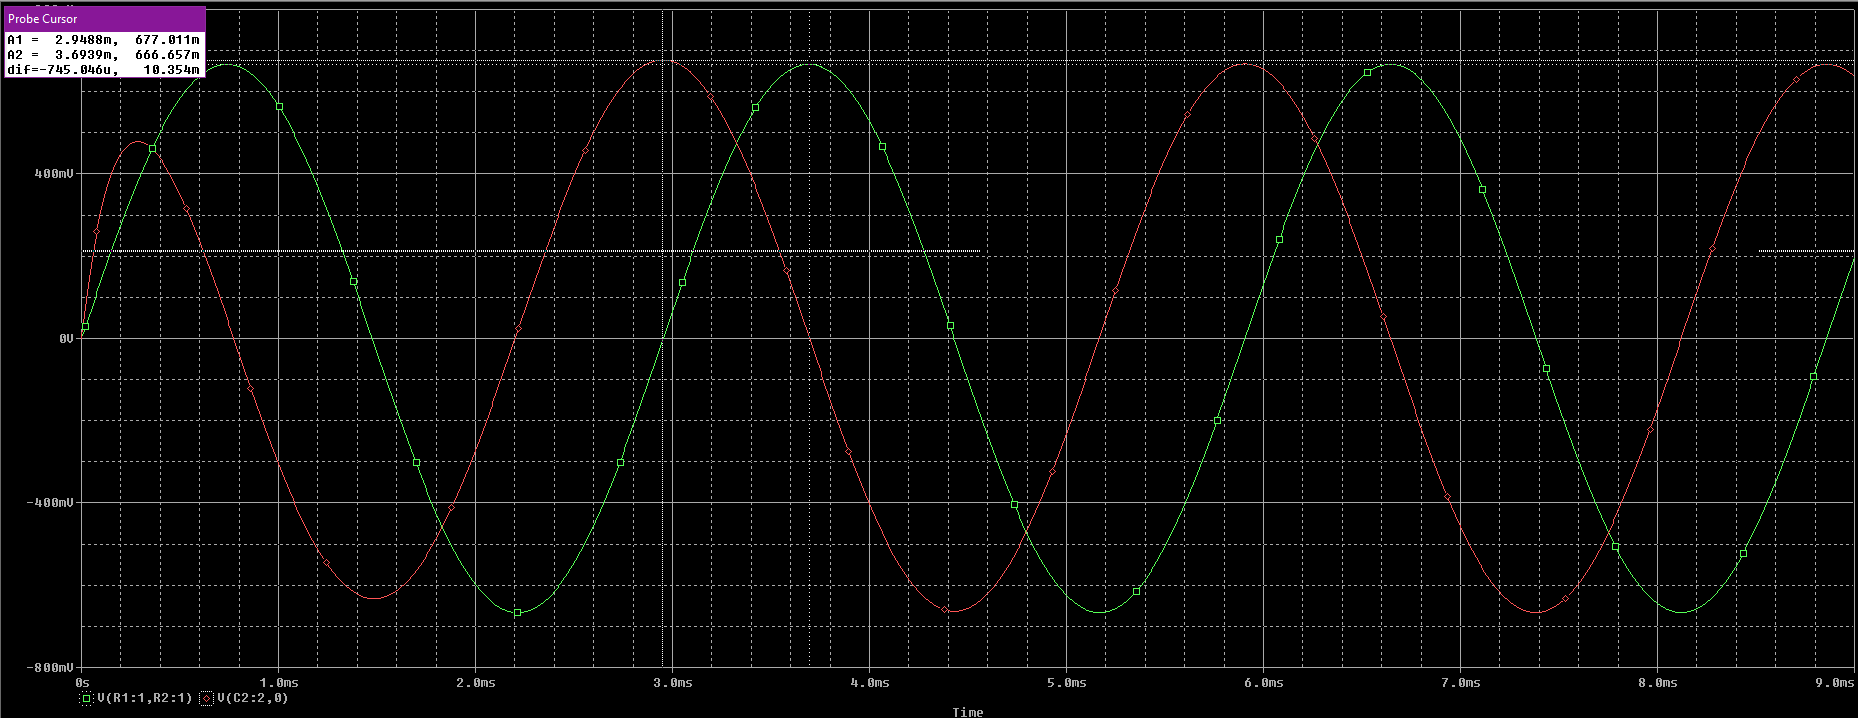 Probe Cursor
A1 = 2.9488m, 677.011m
A2 = 3.6939m, 666.657m
dif=-745.046u, 10.354m
400mV
0V
-400mV
-800mV
0s 1.0ms 2.0ms 3.0ms 4.0ms 5.0ms 6.0ms 7.0ms 8.0ms 9.0ms
V(R1:1,R2:1) V(C2:2,0)
Time